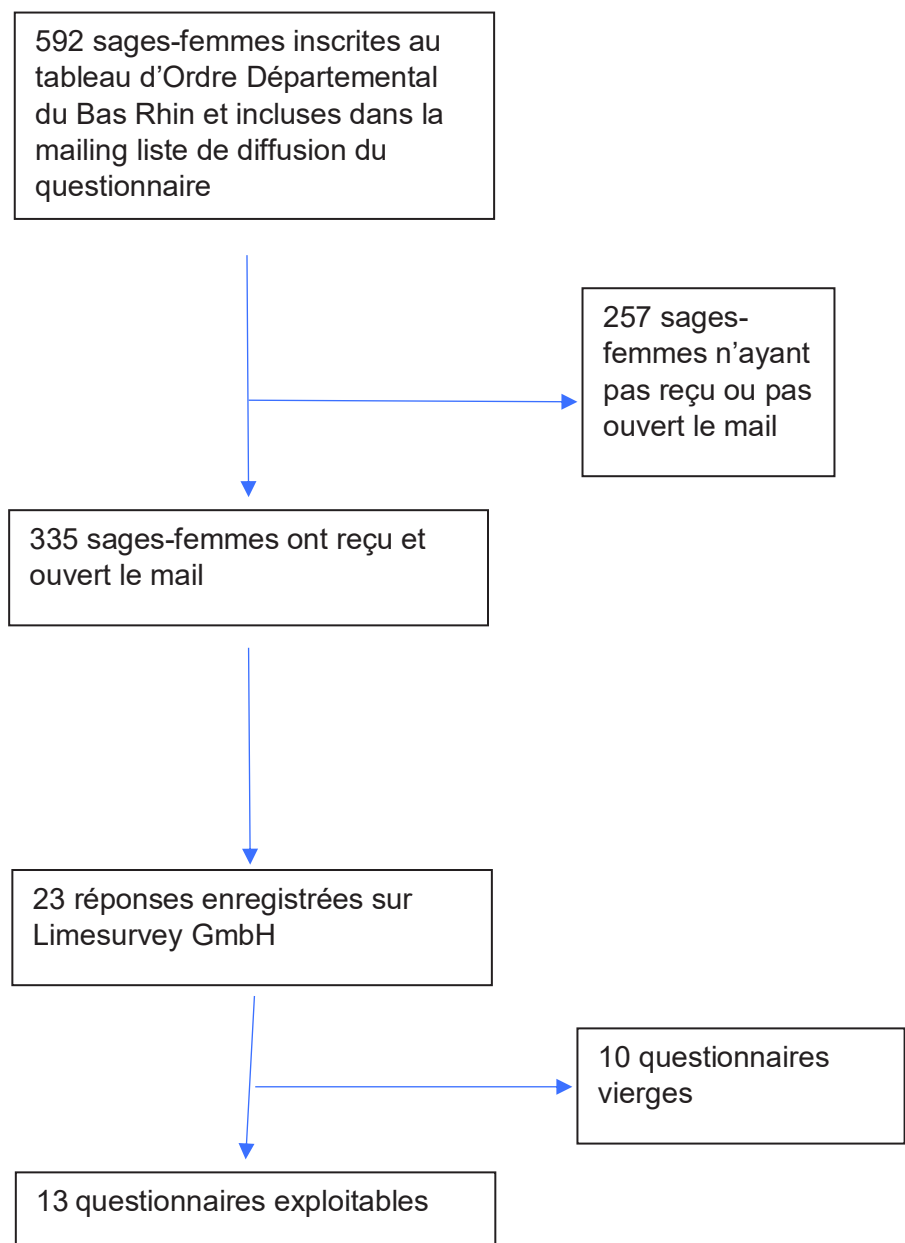 592 sages-femmes inscrites au
tableau d’Ordre Départemental
du Bas Rhin et incluses dans la
mailing liste de diffusion du
questionnaire
257 sages-
femmes n’ayant
pas reçu ou pas
ouvert le mail
335 sages-femmes ont reçu et
ouvert le mail
23 réponses enregistrées sur
Limesurvey GmbH
10 questionnaires
vierges
13 questionnaires exploitables